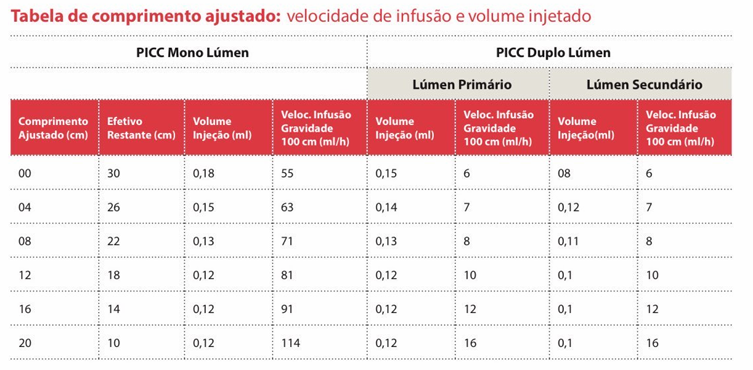 Tabela de comprimento ajustado: velocidade de infusão e volume injetado
PICC Mono Lúmen PICC Duplo Lúmen
Lúmen Primário Lúmen Secundário
Comprimento Ajustado (cm) Efetivo Restante (cm) Volume Injeção (ml) Veloc. Infusão Gravidade 100 cm (ml/h) Volume Injeção (ml) Veloc. Infusão Gravidade 100 cm (ml/h) Volume Injeção(ml) Veloc. Infusão Gravidade 100 cm (ml/h)
00 30 0,18 55 0,15 6 08 6
04 26 0,15 63 0,14 7 0,12 7
08 22 0,13 71 0,13 8 0,11 8
12 18 0,12 81 0,12 10 0,1 10
16 14 0,12 91 0,12 12 0,1 12
20 10 0,12 114 0,12 16 0,1 16